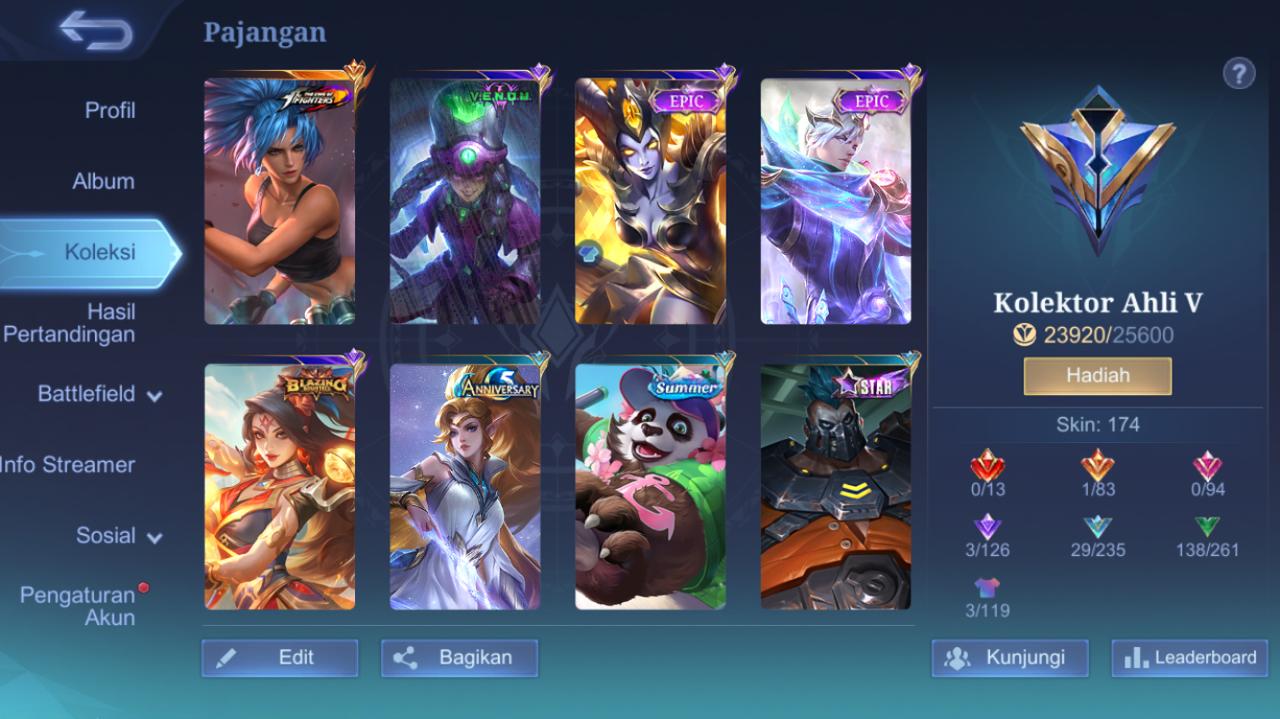 Pajangan
Profil
Album
Koleksi
Hasil
Pertandingan
Battlefield
Info Streamer
Sosial
Pengaturan
Akun
THE KING OF
FIGHTERS
V.E.N.O.M.
EPIC
EPIC
BLAZING
5
ANNIVERSARY
Summer
STAR
Edit
Bagikan
?
Kolektor Ahli V
23920/25600
Hadiah
Skin: 174
0/13
1/83
0/94
3/126
29/235
138/261
3/119
Kunjungi
Leaderboard